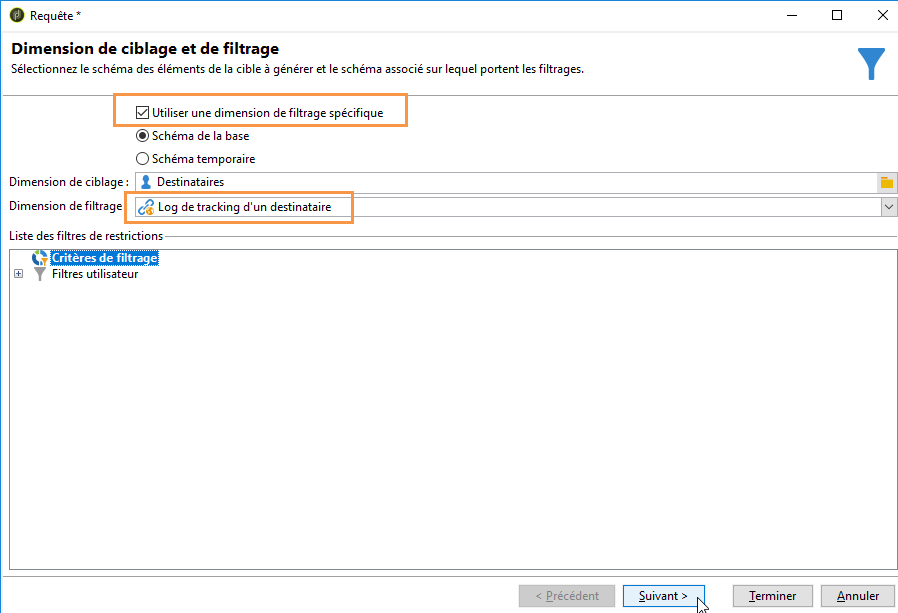 Requête *
Dimension de ciblage et de filtrage
Sélectionnez le schéma des éléments de la cible à générer et le schéma associé sur lequel portent les filtrages.
Utiliser une dimension de filtrage spécifique
Schéma de la base
Schéma temporaire
Dimension de ciblage : Destinataires
Dimension de filtrage Log de tracking d'un destinataire
Liste des filtres de restrictions
Critères de filtrage
Filtres utilisateur
< Précédent Suivant > Terminer Annuler